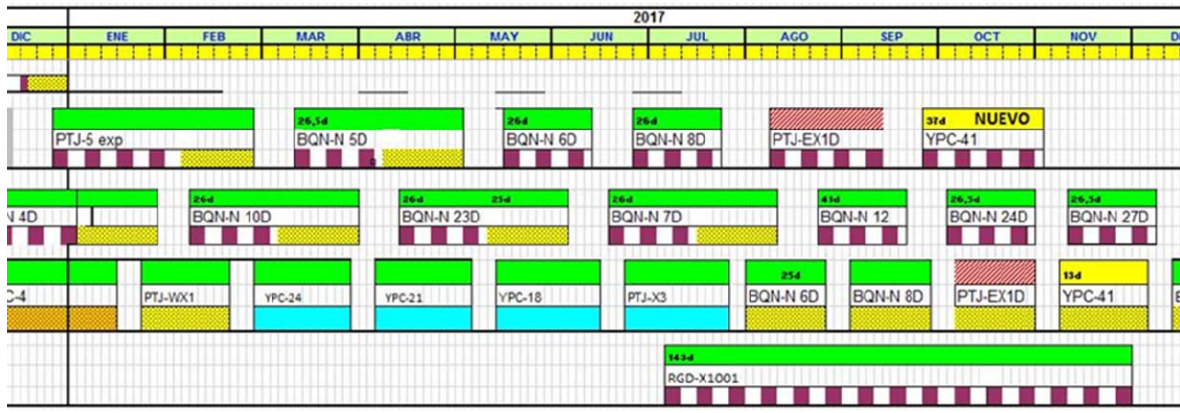 2017
DIC ENE FEB MAR ABR MAY JUN JUL AGO SEP OCT NOV
26,5d 26d 26d 37d NUEVO
PTJ-5 exp BQN-N 5D BQN-N 6D BQN-N 8D PTJ-EX1D YPC-41
26d 26d 25d 26d 45d 26,5d 26,5d
N 4D BQN-N 10D BQN-N 23D BQN-N 7D BQN-N 12 BQN-N 24D BQN-N 27D
25d 13d
C-4 PTJ-WX1 YPC-24 YPC-21 YPC-18 PTJ-X3 BQN-N 6D BQN-N 8D PTJ-EX1D YPC-41
143d
RGD-X1001